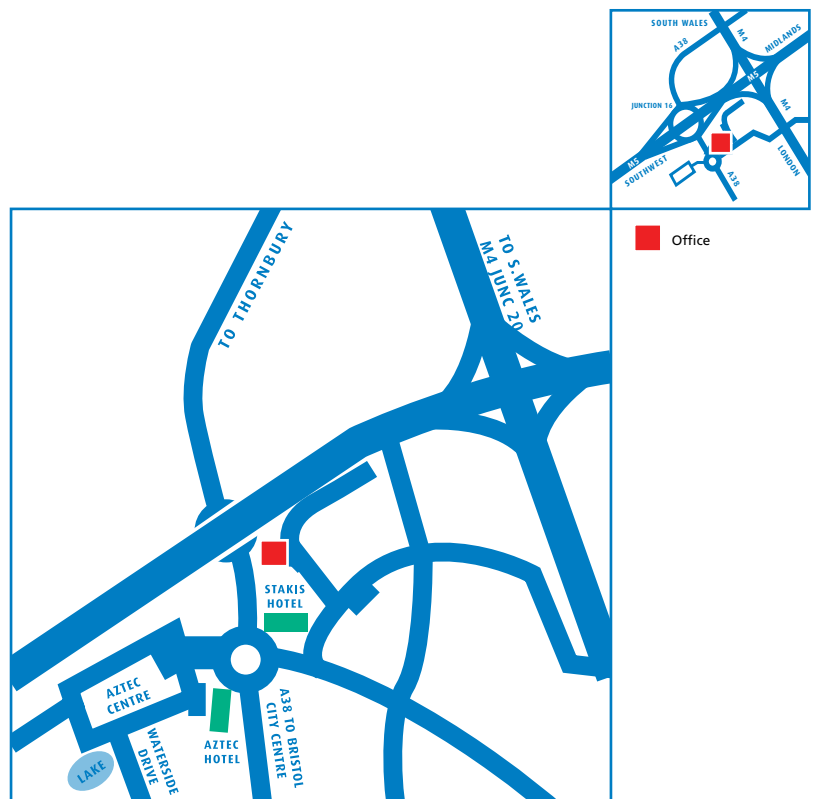 SOUTH WALES
A38
M4
MIDLANDS
M5
JUNCTION 16
M4
M5
SOUTHWEST
A38
LONDON
Office
TO THORNBURY
TO S.WALES
M4 JUNC 20
STAKIS
HOTEL
AZTEC
CENTRE
A38 TO BRISTOL
CITY CENTRE
AZTEC
HOTEL
WATERSIDE
DRIVE
LAKE